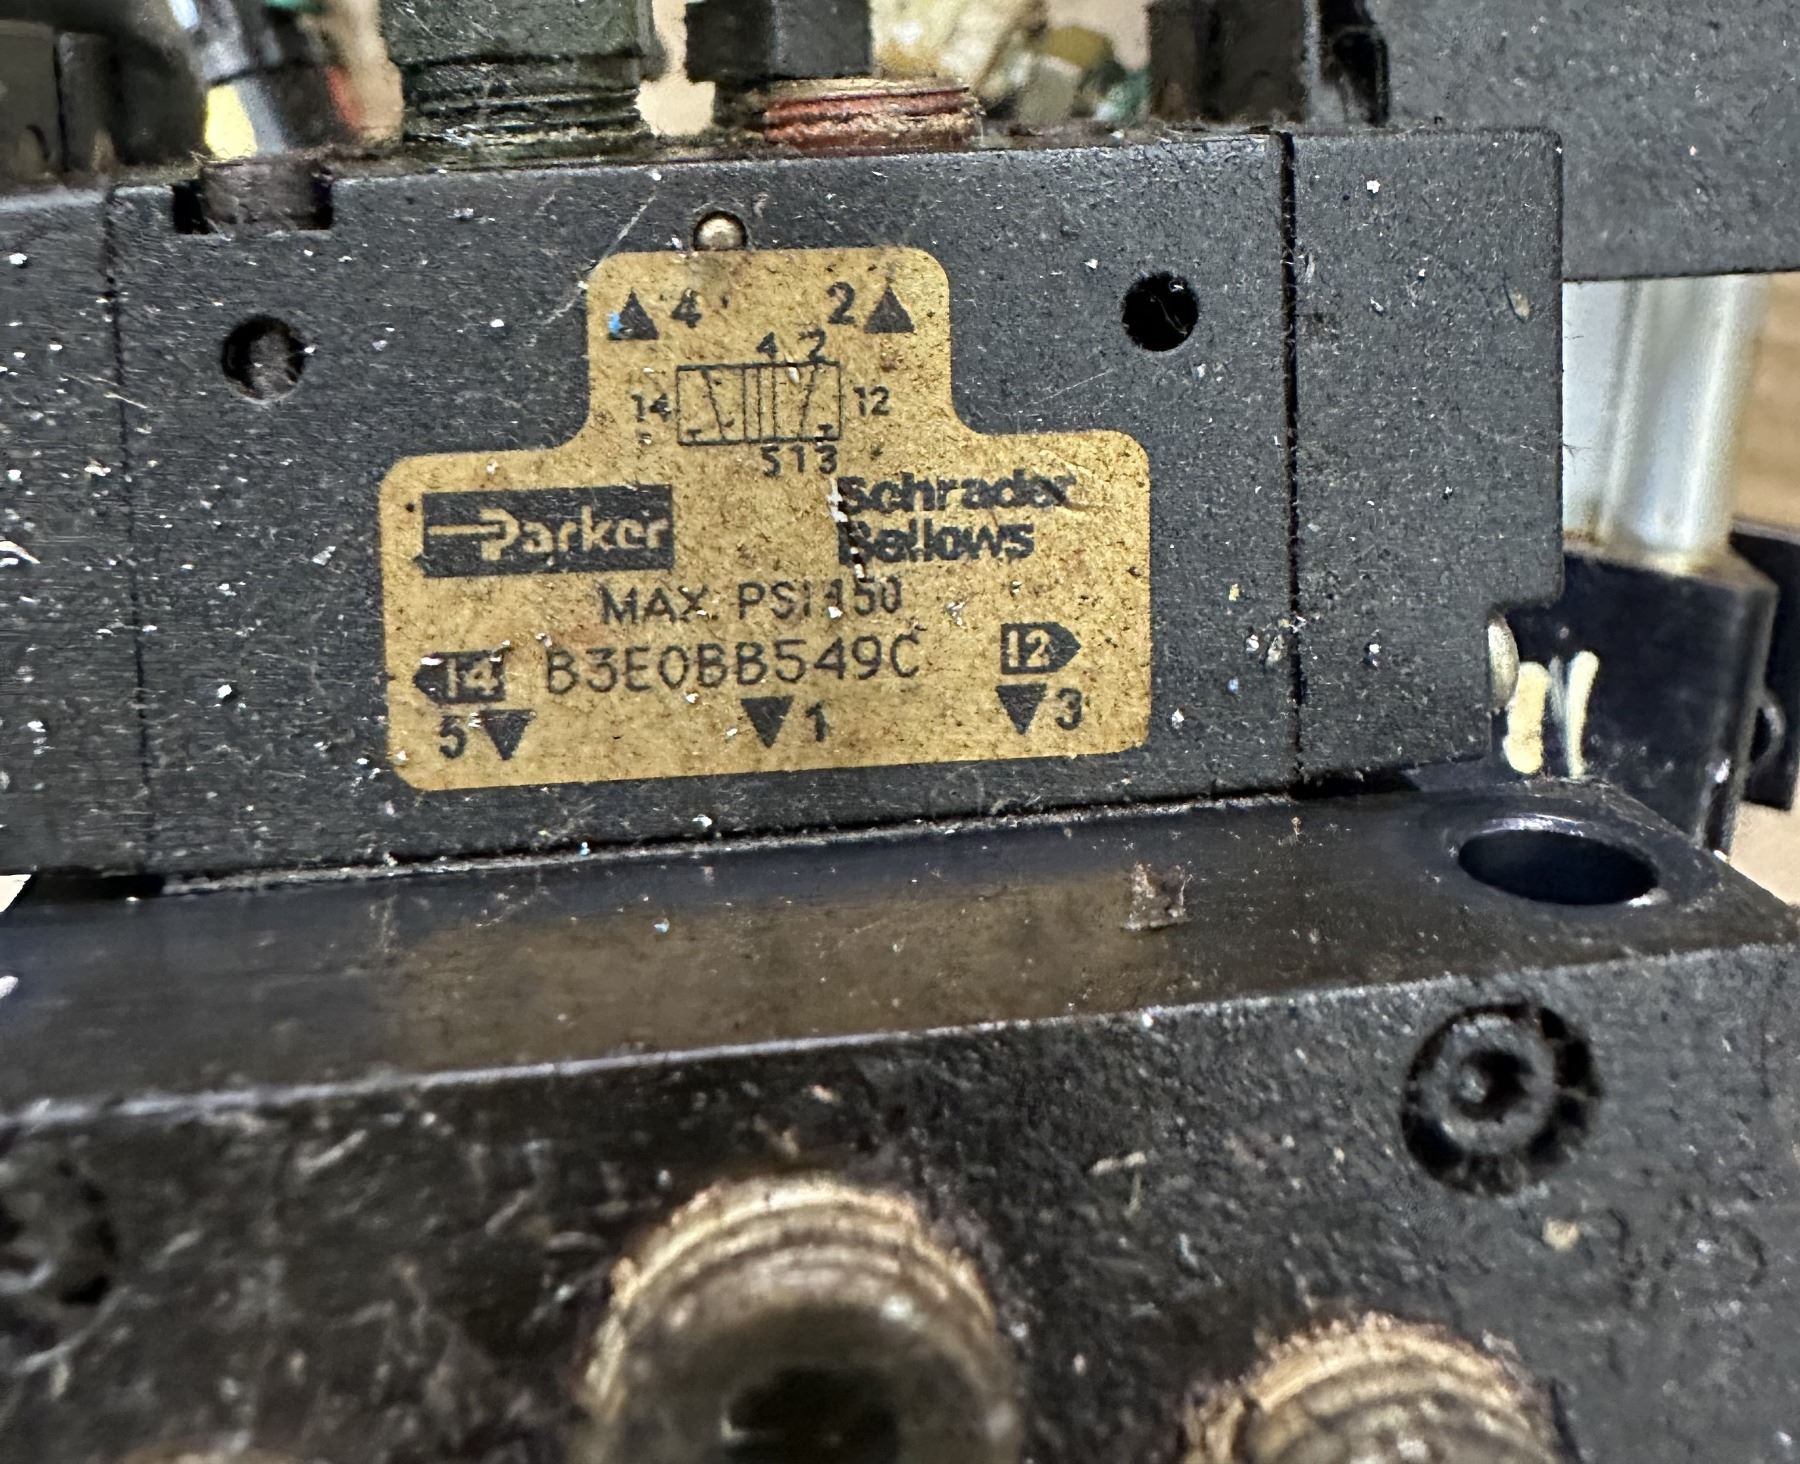 4 2
4 2
14 12
5 1 3
Parker
Schrader
Bellows
MAX PSI 150
14 B3E0BB549C 12
5 1 3